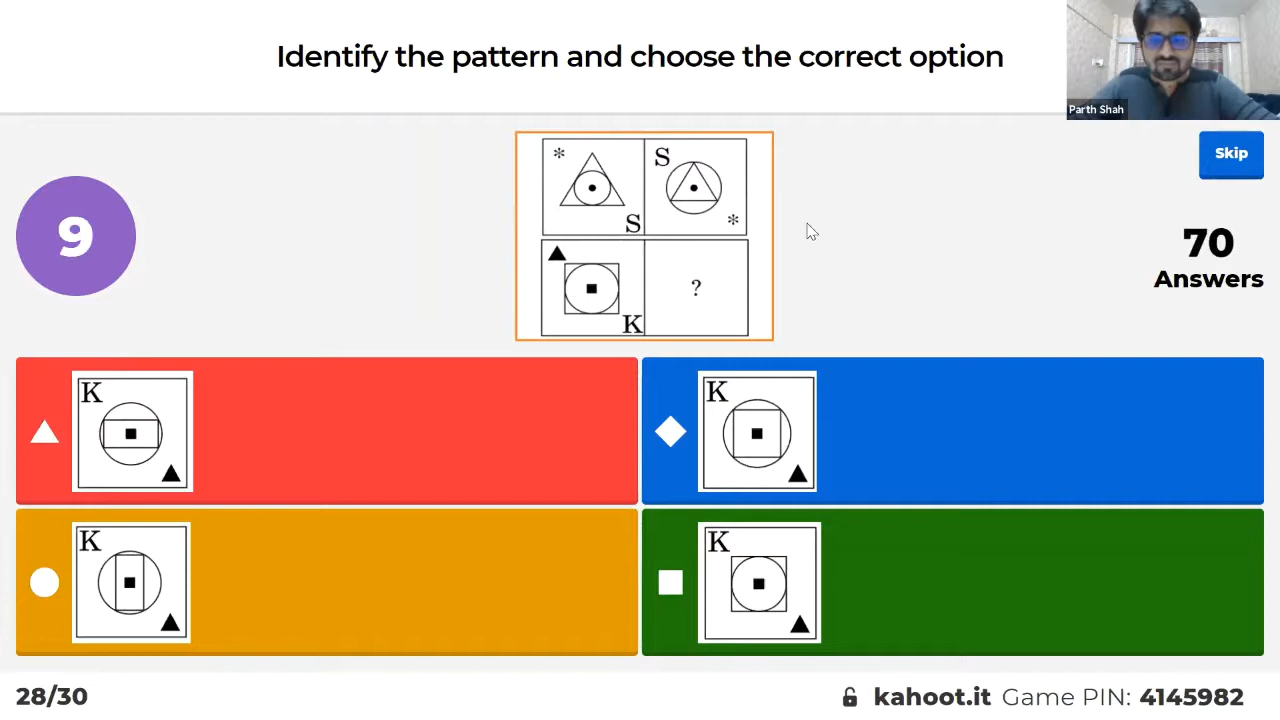 Identify the pattern and choose the correct option
Parth Shah
Skip
9
70
Answers
* S
S *
K
?
K
K
K
K
28/30
kahoot.it Game PIN: 4145982